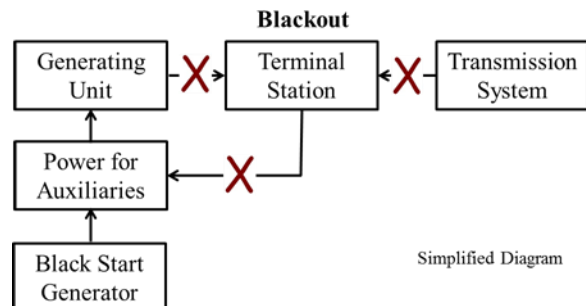 Blackout
Generating
Unit
Terminal
Station
Transmission
System
Power for
Auxiliaries
Black Start
Generator
Simplified Diagram